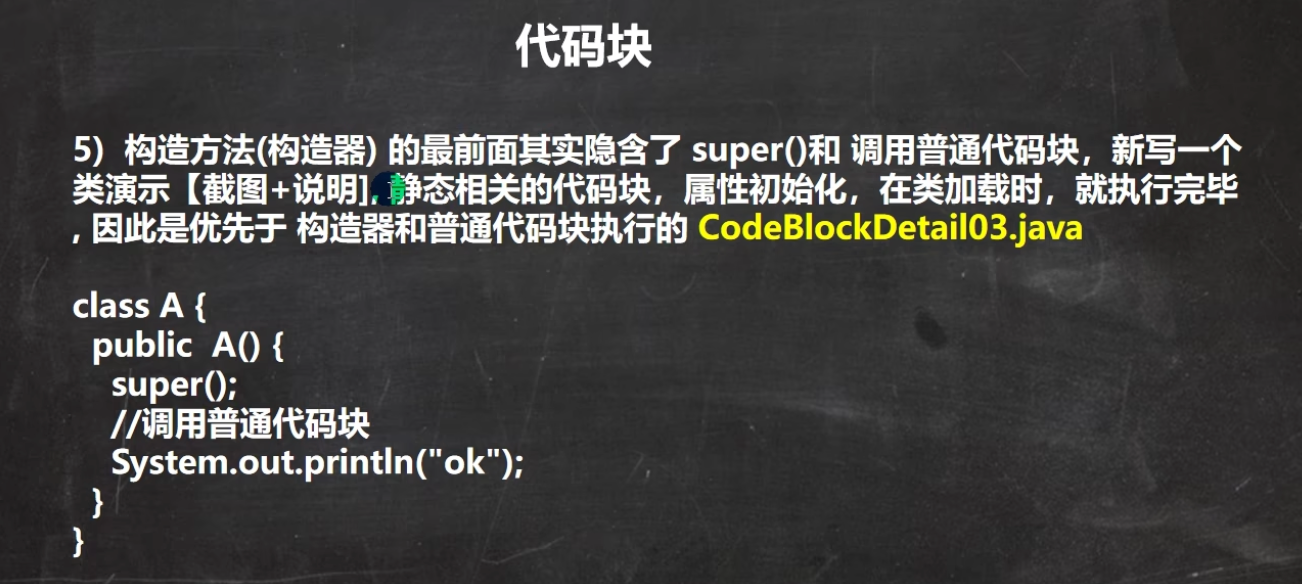 代码块
5)  构造方法(构造器) 的最前面其实隐含了 super()和 调用普通代码块，新写一个
类演示【截图+说明],静态相关的代码块，属性初始化，在类加载时，就执行完毕
, 因此是优先于 构造器和普通代码块执行的 CodeBlockDetail03.java
class A {
public  A() {
super();
//调用普通代码块
System.out.println("ok");
}
}